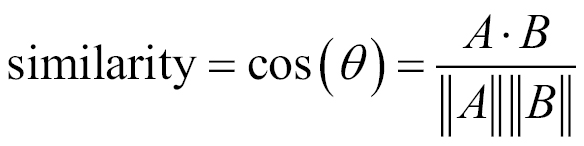 similarity = cos(θ) = A · B / ‖A‖‖B‖